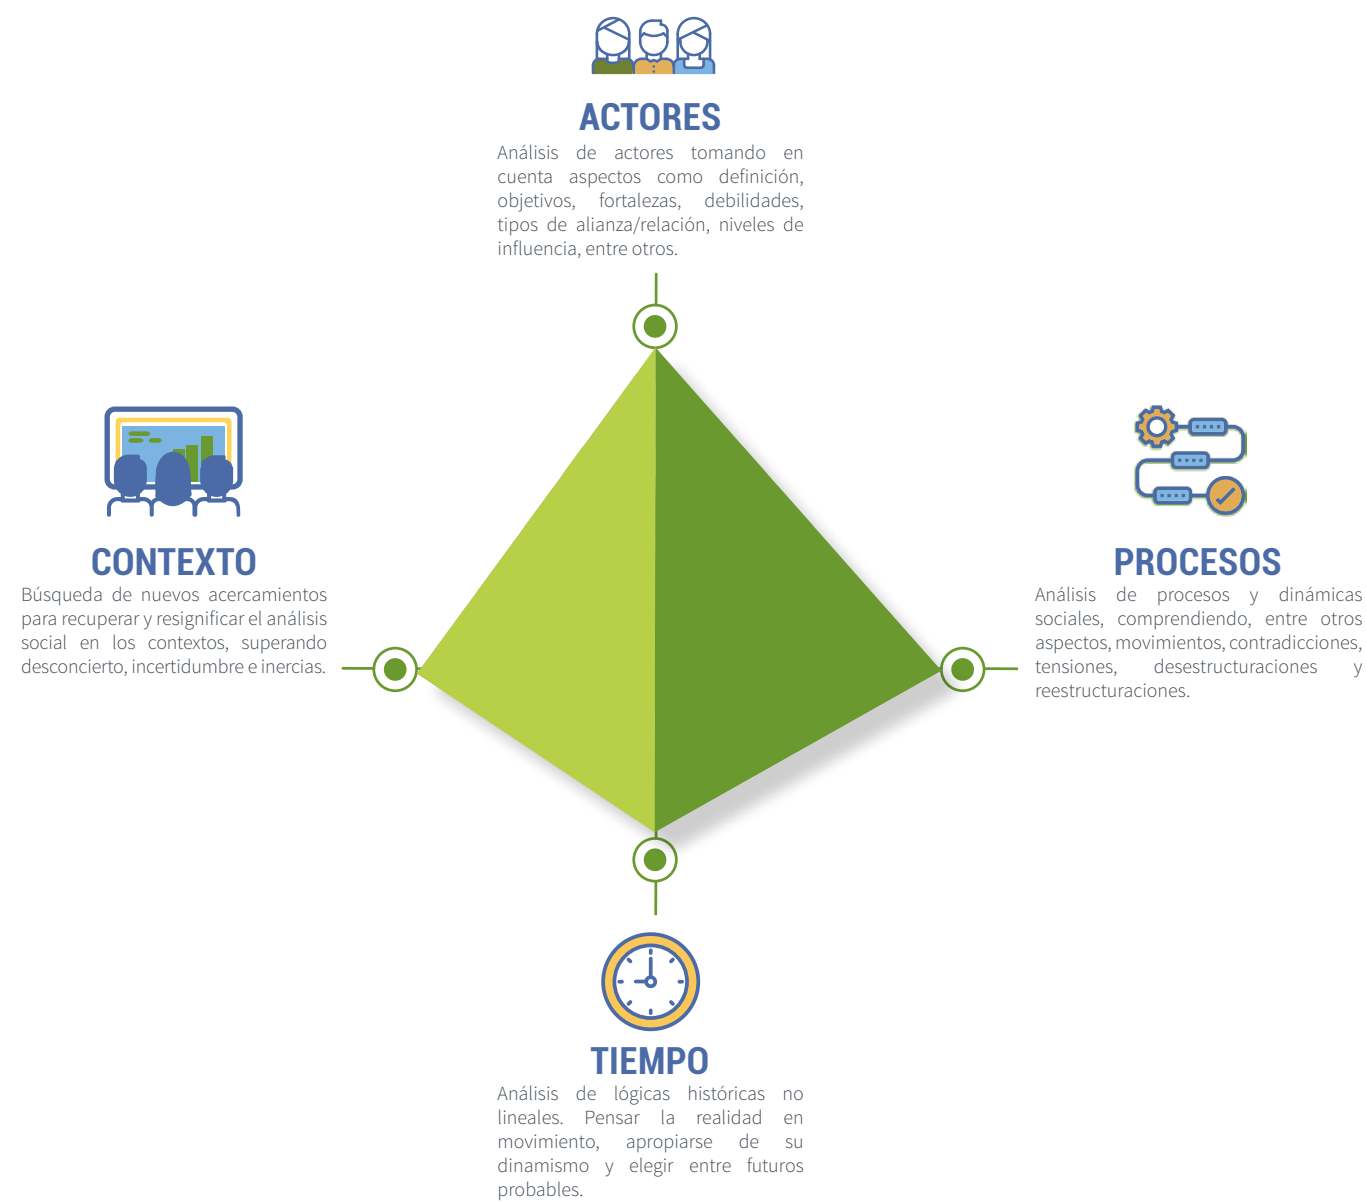 ACTORES
Análisis de actores tomando en
cuenta aspectos como definición,
objetivos, fortalezas, debilidades,
tipos de alianza/relación, niveles de
influencia, entre otros.
CONTEXTO
Búsqueda de nuevos acercamientos
para recuperar y resignificar el análisis
social en los contextos, superando
desconcierto, incertidumbre e inercias.
PROCESOS
Análisis de procesos y dinámicas
sociales, comprendiendo, entre otros
aspectos, movimientos, contradicciones,
tensiones, desestructuraciones y
reestructuraciones.
TIEMPO
Análisis de lógicas históricas no
lineales. Pensar la realidad en
movimiento, apropiarse de su
dinamismo y elegir entre futuros
probables.